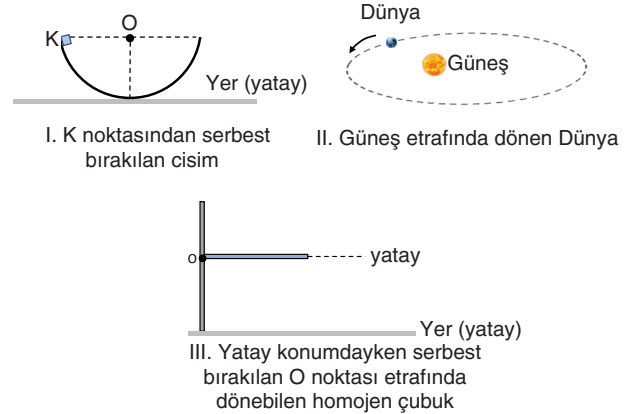 Dünya
O
K
Güneş
Yer (yatay)
I. K noktasından serbest
bırakılan cisim
II. Güneş etrafında dönen Dünya
o
yatay
Yer (yatay)
III. Yatay konumdayken serbest
bırakılan O noktası etrafında
dönebilen homojen çubuk